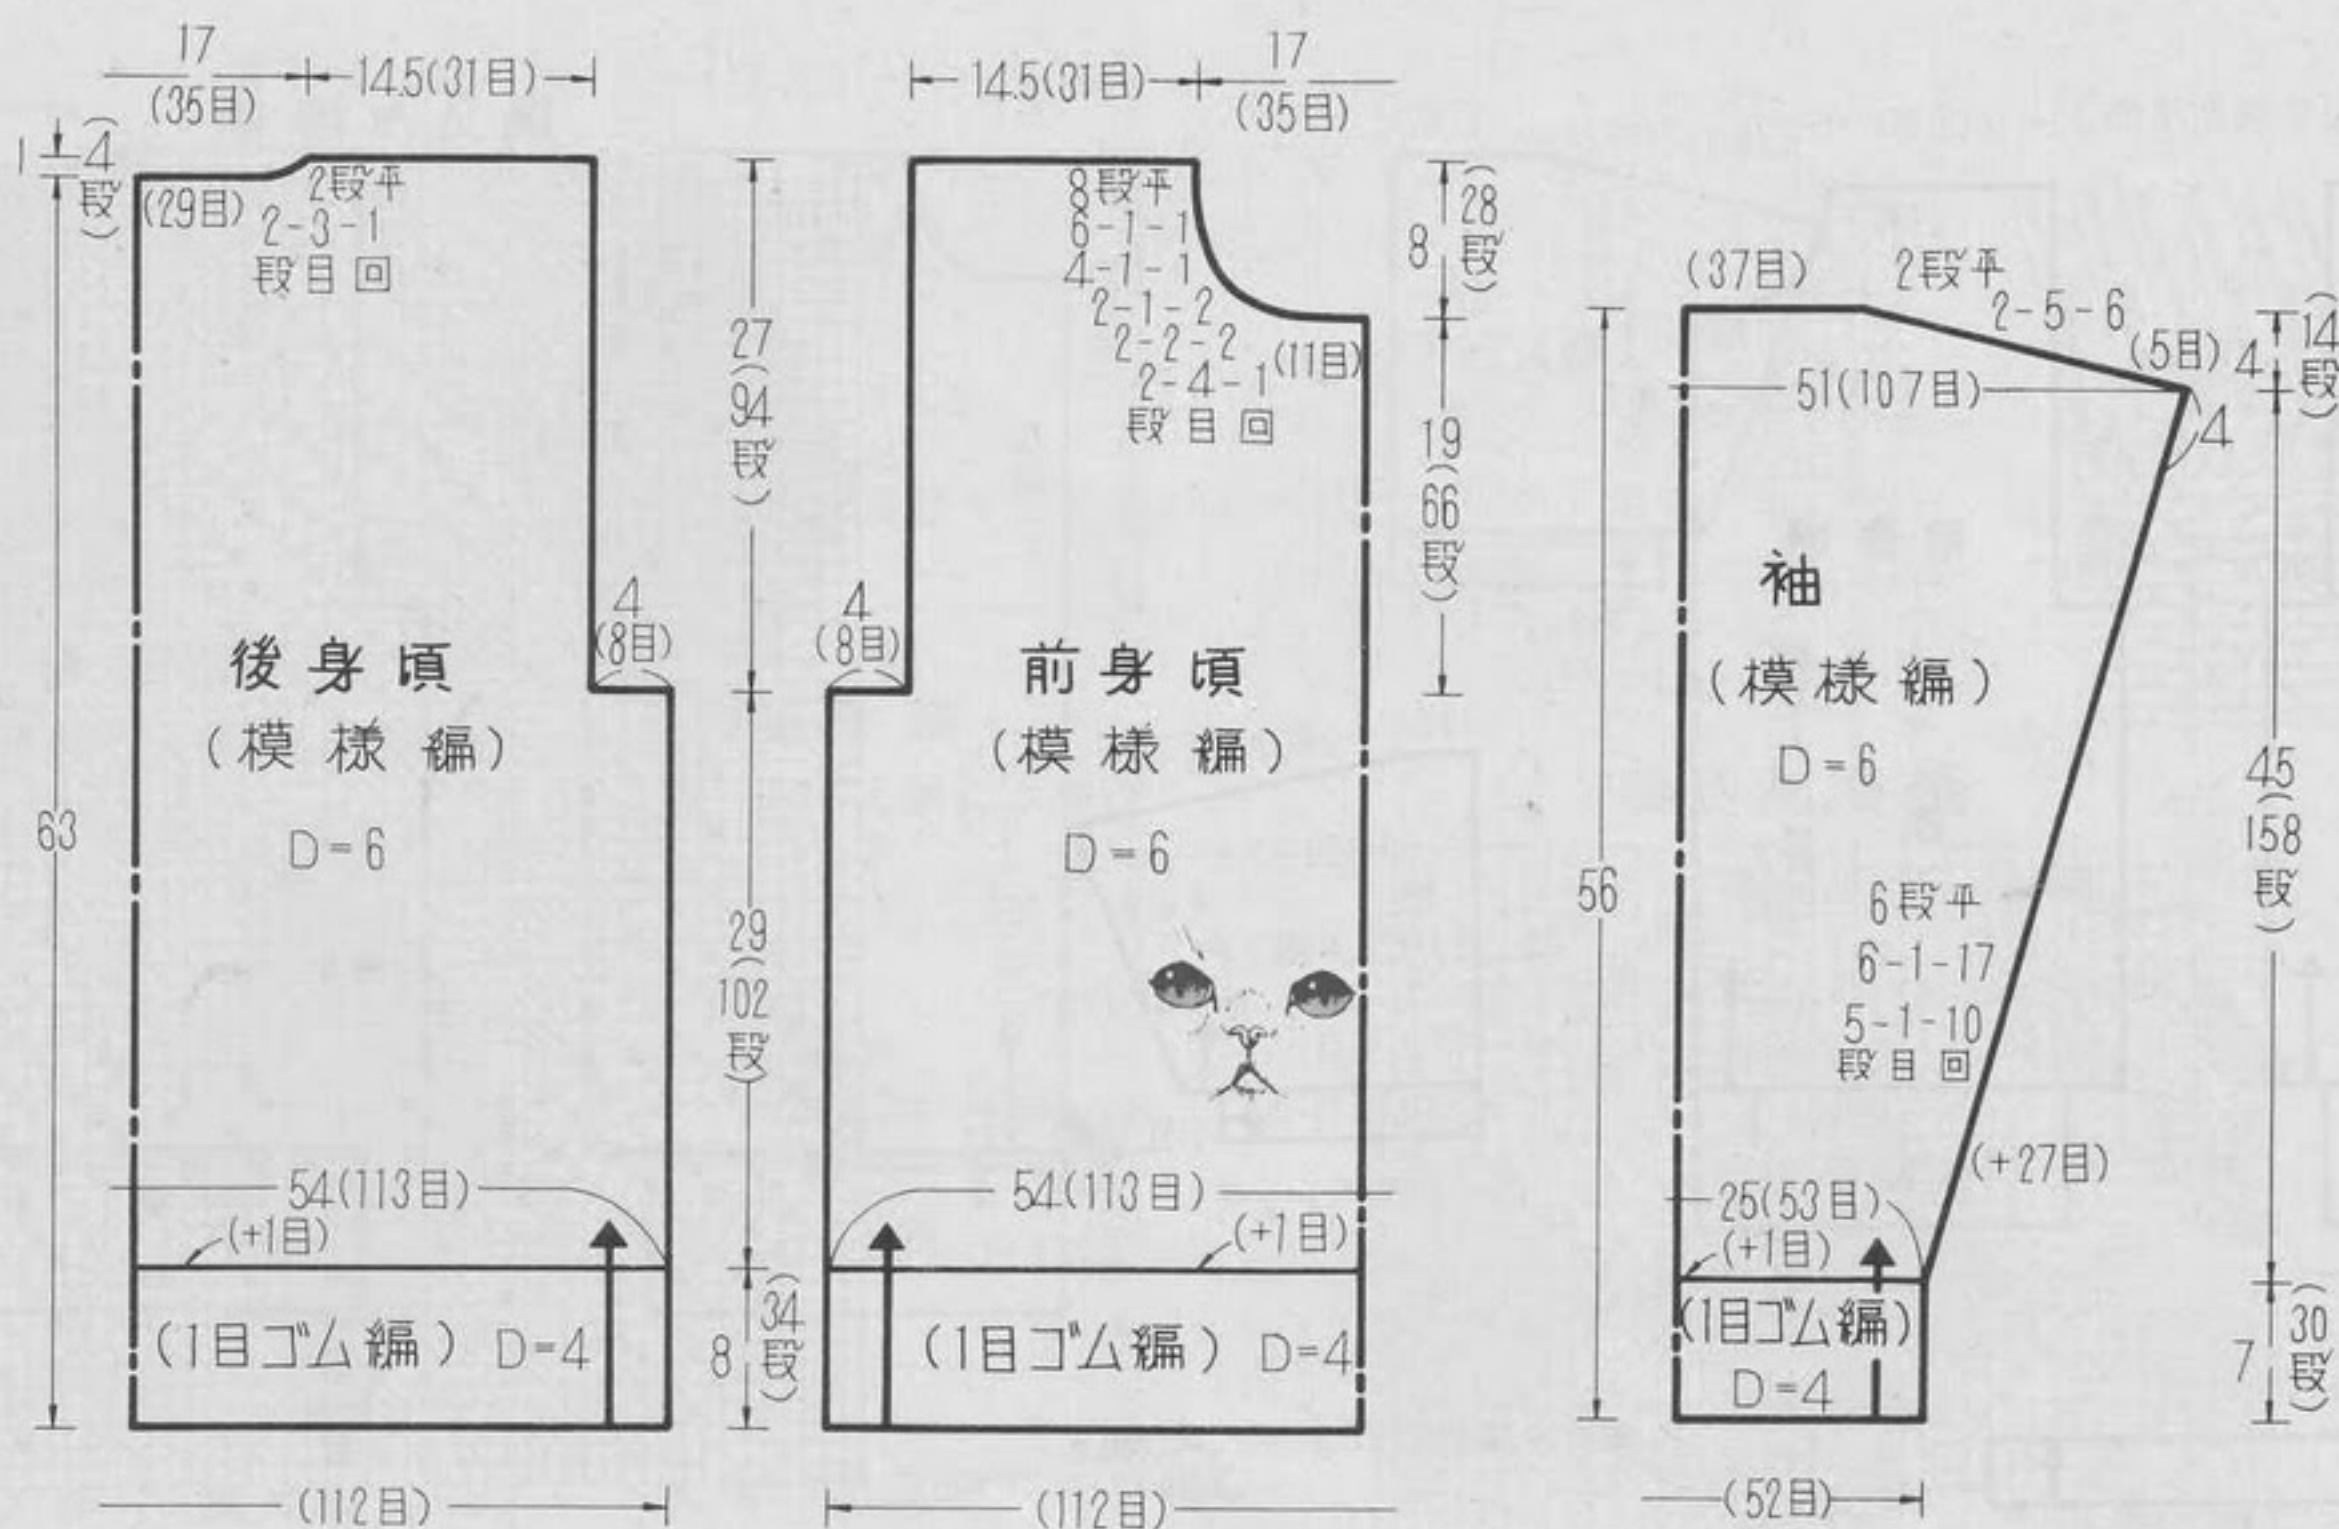 17
(35目)
14.5(31目)
1
(4段)
(29目)
2段平
2-3-1
段目回
63
後身頃
(模様編)
D=6
4
(8目)
54(113目)
(+1目)
(1目ゴム編) D=4
(112目)
27(94段)
29(102段)
8
(34段)
14.5(31目)
17
(35目)
8段平
6-1-1
4-1-1
2-1-2
2-2-2
2-4-1
段目回
(11目)
8
(28段)
19(66段)
4
(8目)
前身頃
(模様編)
D=6
54(113目)
(+1目)
(1目ゴム編) D=4
(112目)
(37目)
2段平
2-5-6
(5目)
4
(14段)
51(107目)
4
袖
(模様編)
D=6
56
6段平
6-1-17
5-1-10
段目回
45(158段)
(+27目)
25(53目)
(+1目)
(1目ゴム編)
D=4
7
(30段)
(52目)